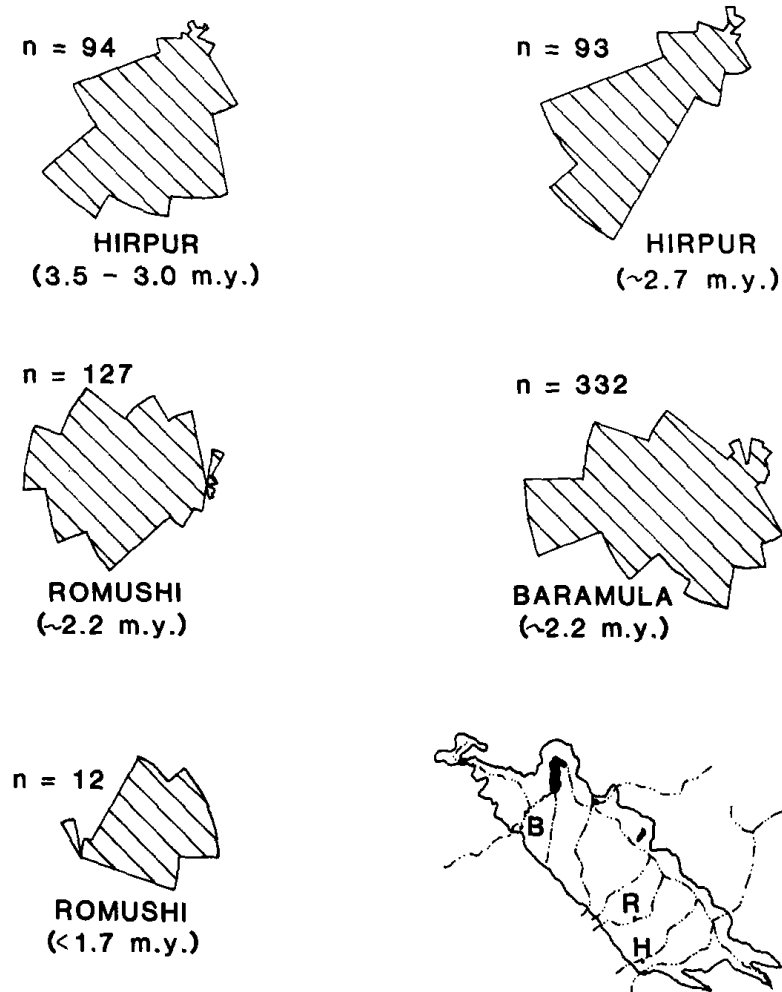 n = 94
HIRPUR
(3.5 - 3.0 m.y.)
n = 93
HIRPUR
(~2.7 m.y.)
n = 127
ROMUSHI
(~2.2 m.y.)
n = 332
BARAMULA
(~2.2 m.y.)
n = 12
ROMUSHI
(<1.7 m.y.)
B
R
H